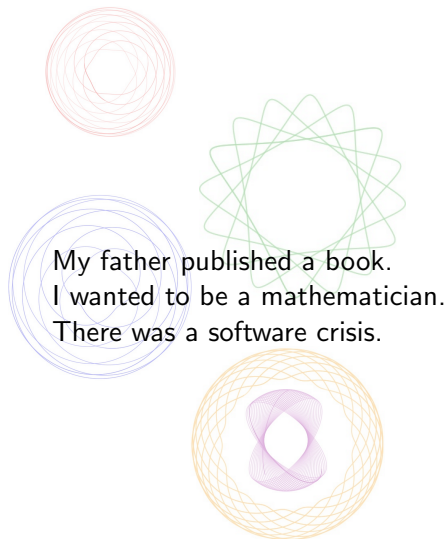 My father published a book.
I wanted to be a mathematician.
There was a software crisis.